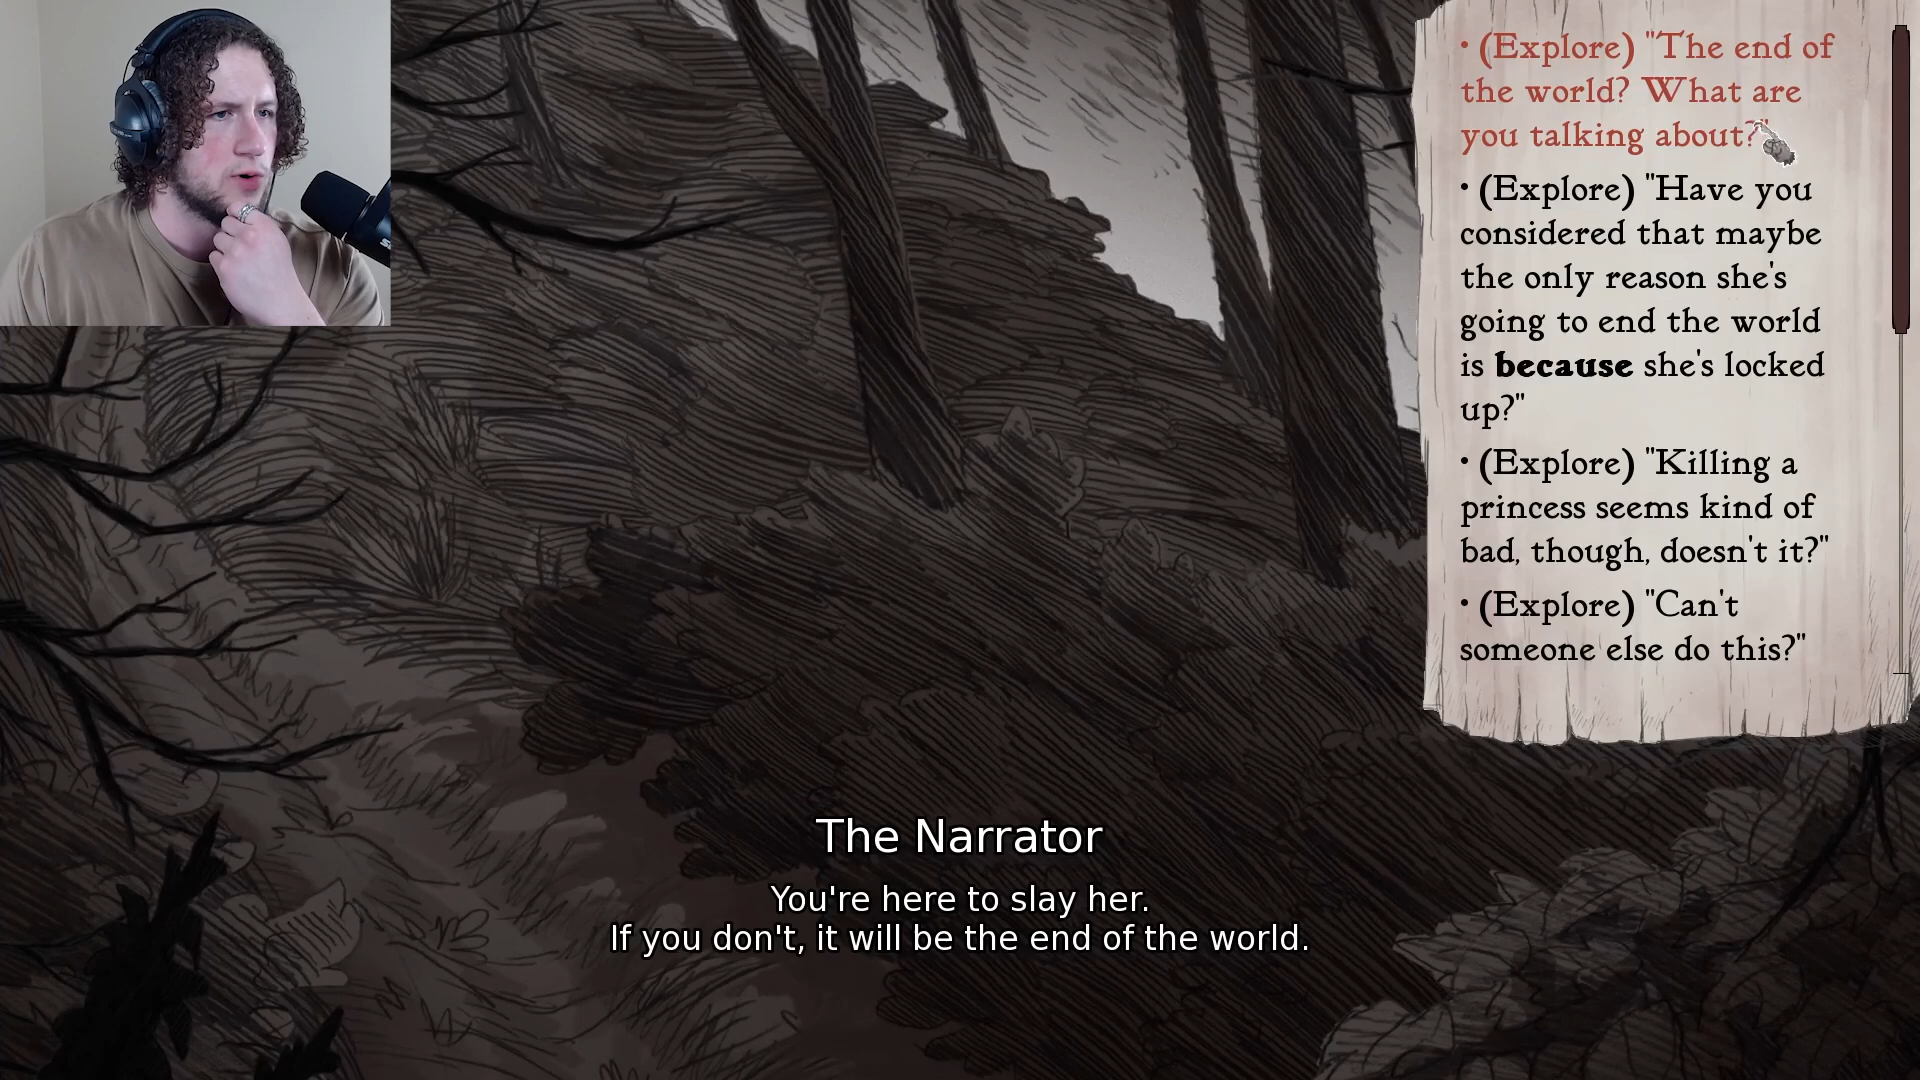 • (Explore) "The end of
the world? What are
you talking about?"
• (Explore) "Have you
considered that maybe
the only reason she's
going to end the world
is because she's locked
up?"
• (Explore) "Killing a
princess seems kind of
bad, though, doesn't it?"
• (Explore) "Can't
someone else do this?"
The Narrator
You're here to slay her.
If you don't, it will be the end of the world.